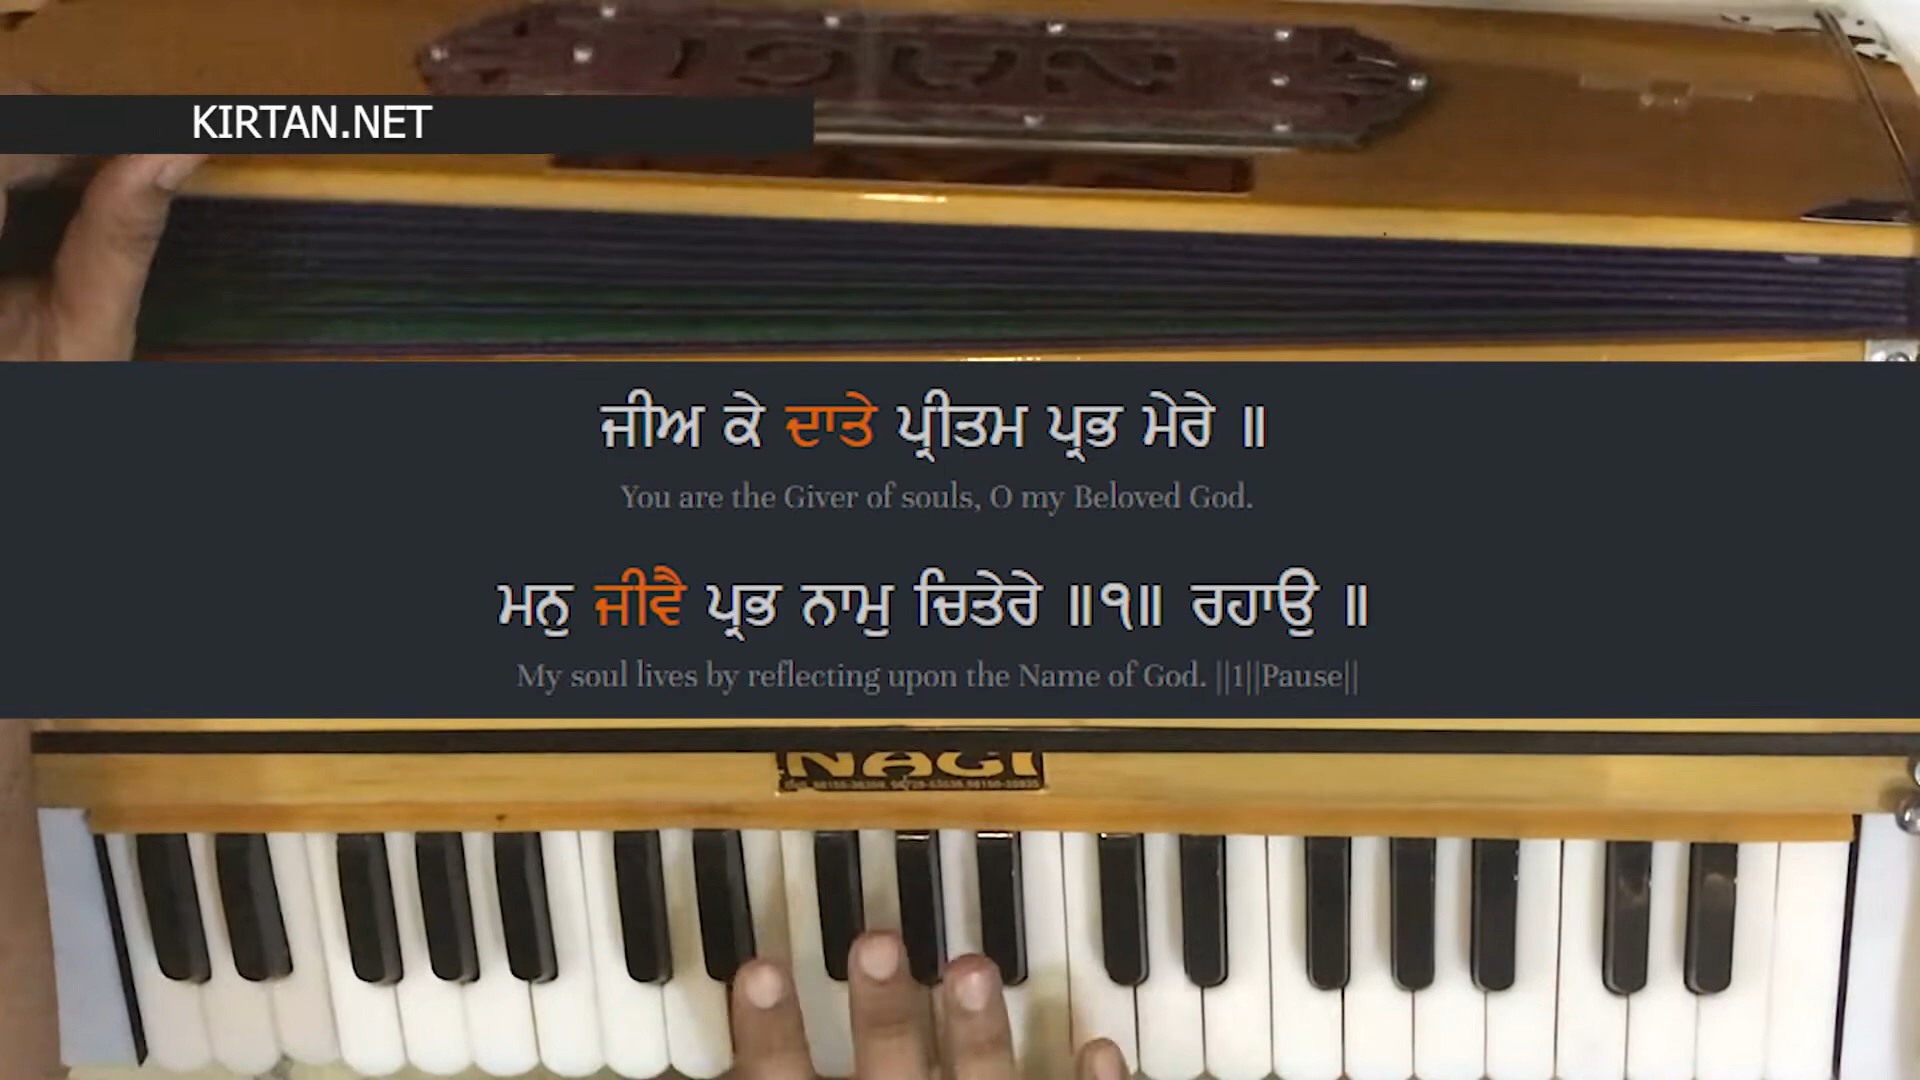 KIRTAN.NET
ਜੀਅ ਕੇ ਦਾਤੇ ਪ੍ਰੀਤਮ ਪ੍ਰਭ ਮੇਰੇ ॥
You are the Giver of souls, O my Beloved God.
ਮਨੁ ਜੀਵੈ ਪ੍ਰਭ ਨਾਮੁ ਚਿਤੇਰੇ ॥੧॥ ਰਹਾਉ ॥
My soul lives by reflecting upon the Name of God. ||1||Pause||
NAGI